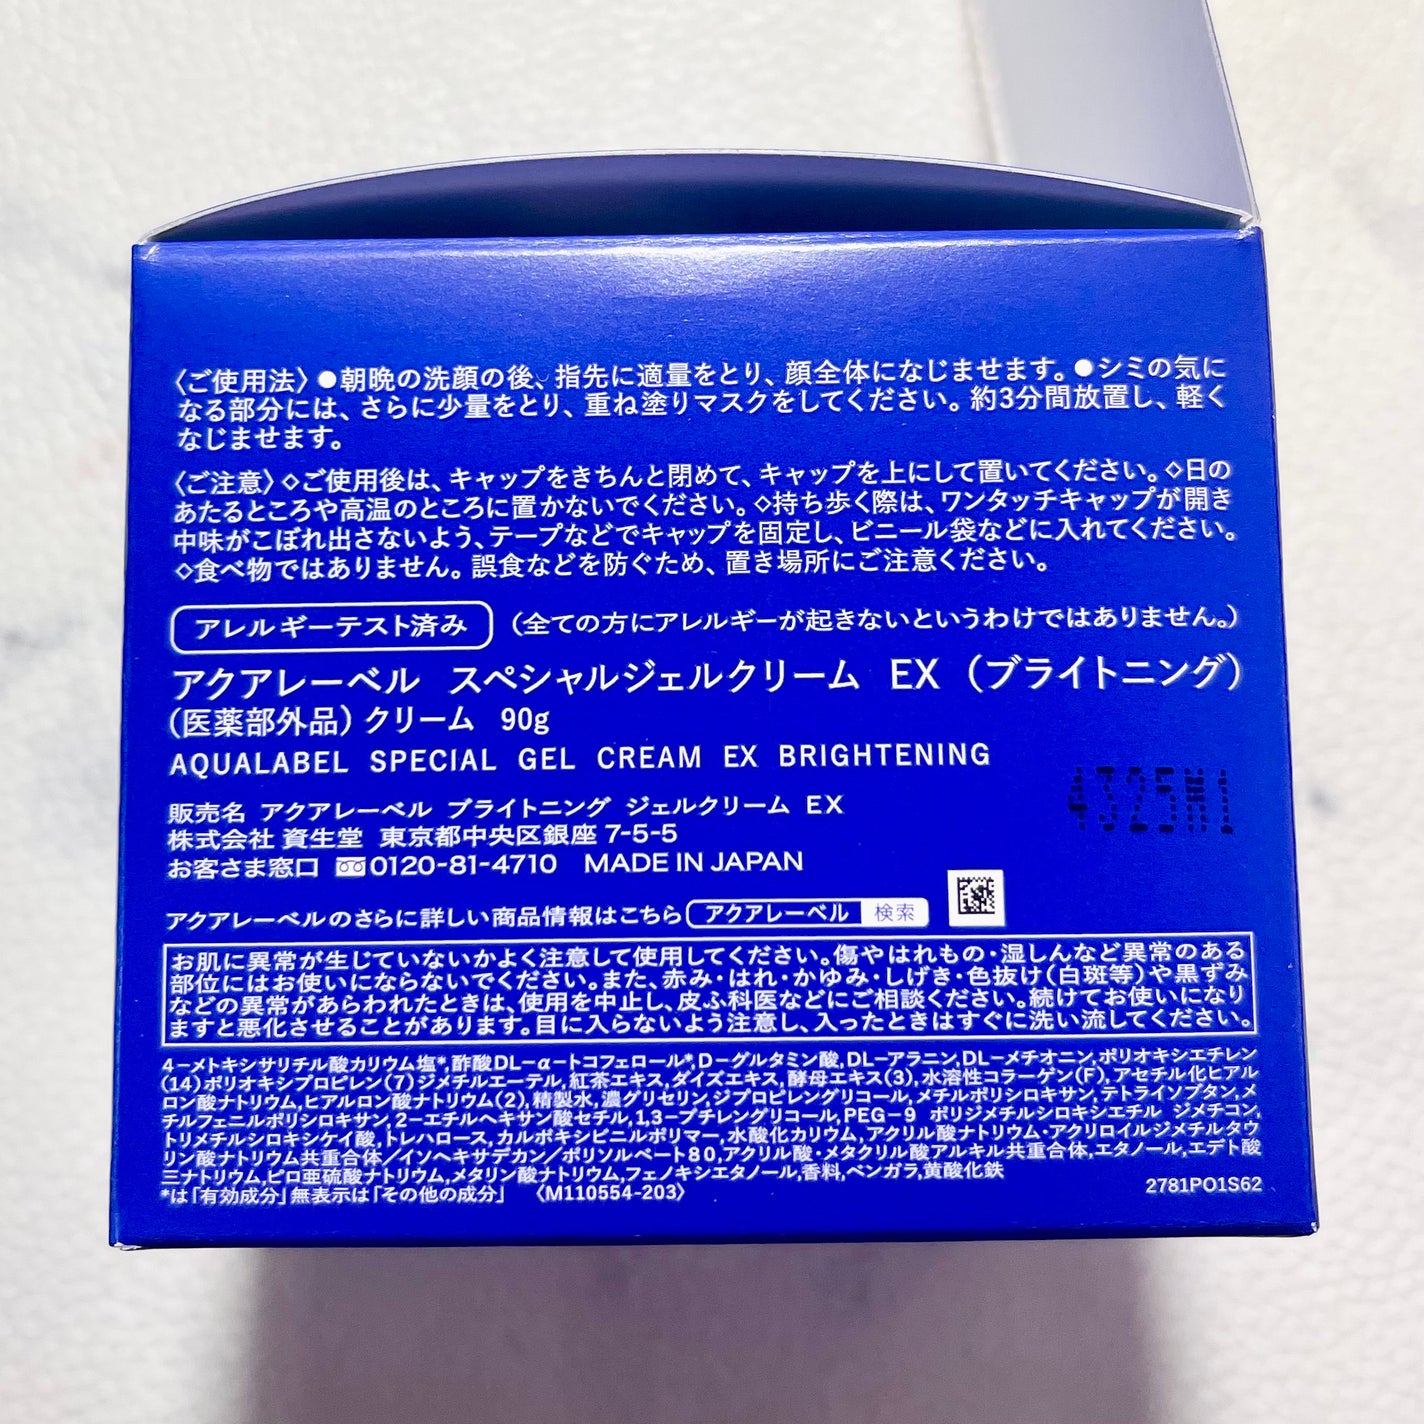 〈ご使用法〉●朝晩の洗顔の後、指先に適量をとり、顔全体になじませます。●シミの気に
なる部分には、さらに少量をとり、重ね塗りマスクをしてください。約3分間放置し、軽く
なじませます。
〈ご注意〉◇ご使用後は、キャップをきちんと閉めて、キャップを上にして置いてください。◇日の
あたるところや高温のところに置かないでください。◇持ち歩く際は、ワンタッチキャップが開き
中味がこぼれ出さないよう、テープなどでキャップを固定し、ビニール袋などに入れてください。
◇食べ物ではありません。誤食などを防ぐため、置き場所にご注意ください。
アレルギーテスト済み（全ての方にアレルギーが起きないというわけではありません。）
アクアレーベル スペシャルジェルクリーム EX（ブライトニング）
（医薬部外品）クリーム 90g
AQUALABEL SPECIAL GEL CREAM EX BRIGHTENING
4325M1
販売名 アクアレーベル ブライトニング ジェルクリーム EX
株式会社 資生堂 東京都中央区銀座7-5-5
お客さま窓口 0120-81-4710 MADE IN JAPAN
アクアレーベルのさらに詳しい商品情報はこちら アクアレーベル 検索
お肌に異常が生じていないかよく注意して使用してください。傷やはれもの・湿しんなど異常のある
部位にはお使いにならないでください。また、赤み・はれ・かゆみ・しげき・色抜け（白斑等）や黒ずみ
などの異常があらわれたときは、使用を中止し、皮ふ科医などにご相談ください。続けてお使いになり
ますと悪化させることがあります。目に入らないよう注意し、入ったときはすぐに洗い流してください。
4－メトキシサリチル酸カリウム塩*,酢酸DL－α－トコフェロール*,D－グルタミン酸,DL－アラニン,DL－メチオニン,ポリオキシエチレン
(14)ポリオキシプロピレン(7)ジメチルエーテル,紅茶エキス,ダイズエキス,酵母エキス(3),水溶性コラーゲン(F),アセチル化ヒアル
ロン酸ナトリウム,ヒアルロン酸ナトリウム(2),精製水,濃グリセリン,ジプロピレングリコール,メチルポリシロキサン,テトライソブタン,メ
チルフェニルポリシロキサン,2－エチルヘキサン酸セチル,1,3－ブチレングリコール,PEG－9 ポリジメチルシロキシエチル ジメチコン,
トリメチルシロキシケイ酸,トレハロース,カルボキシビニルポリマー,水酸化カリウム,アクリル酸ナトリウム・アクリロイルジメチルタウ
リン酸ナトリウム共重合体／イソヘキサデカン／ポリソルベート80,アクリル酸・メタクリル酸アルキル共重合体,エタノール,エデト酸
三ナトリウム,ピロ亜硫酸ナトリウム,メタリン酸ナトリウム,フェノキシエタノール,香料,ベンガラ,黄酸化鉄
*は「有効成分」無表示は「その他の成分」 〈M110554-203〉
2781PO1S62